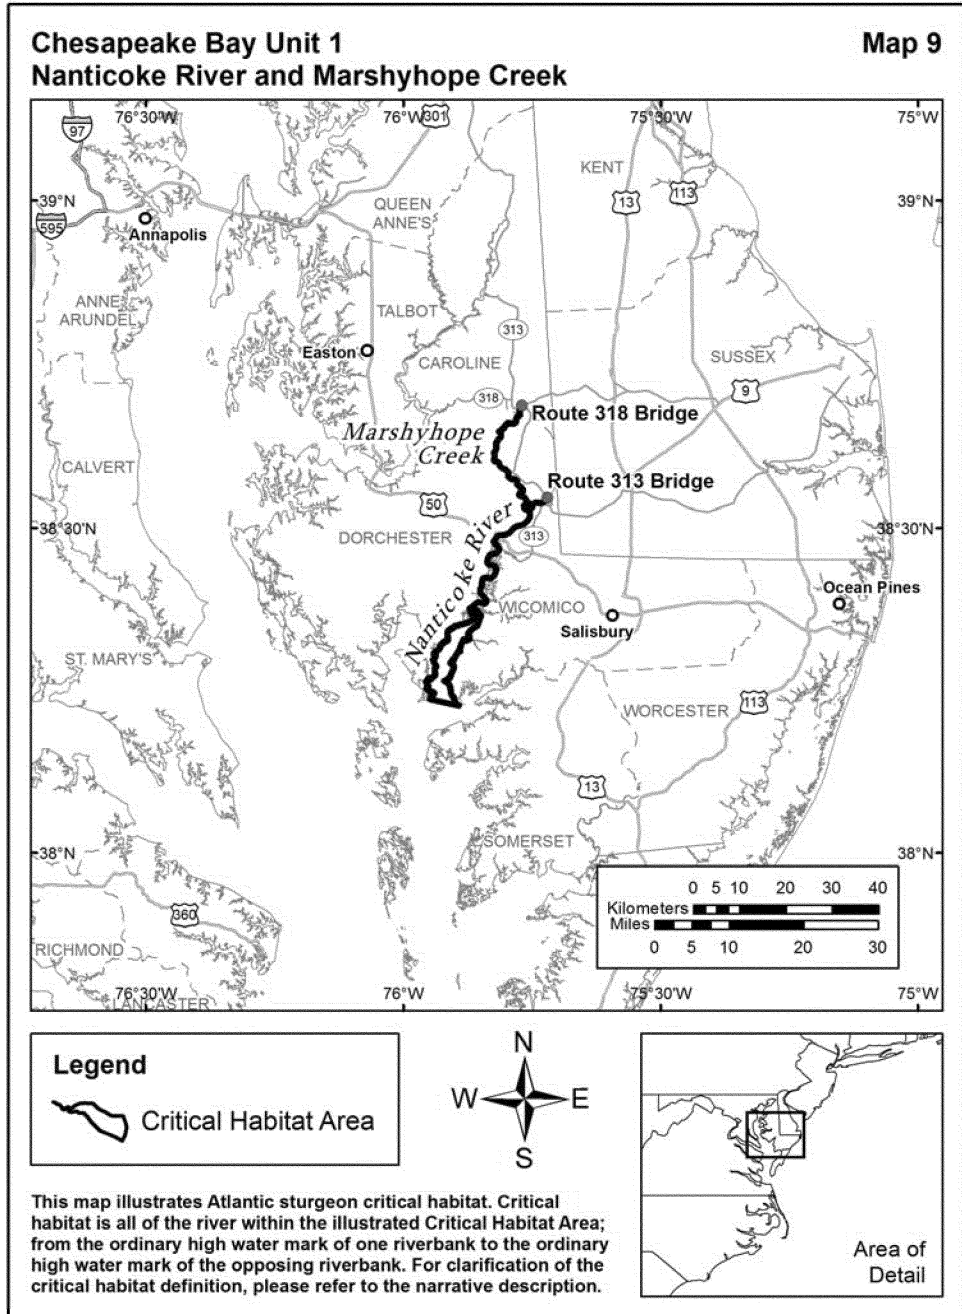 Chesapeake Bay Unit 1
Map 9
Nanticoke River and Marshyhope Creek
76°30'W
76°W
75°30'W
75°W
97
301
KENT
13
113
39°N
39°N
595
Annapolis
QUEEN
ANNE'S
ANNE
ARUNDEL
TALBOT
313
Easton
CAROLINE
SUSSEX
9
318
Route 318 Bridge
Marshyhope
Creek
CALVERT
Route 313 Bridge
50
38°30'N
38°30'N
DORCHESTER
313
Nanticoke River
Ocean Pines
WICOMICO
Salisbury
ST. MARY'S
WORCESTER
113
13
SOMERSET
38°N
38°N
0 5 10 20 30 40
Kilometers
Miles
0 5 10 20 30
360
RICHMOND
LANCASTER
76°30'W
76°W
75°30'W
75°W
Legend
Critical Habitat Area
N
W
E
S
This map illustrates Atlantic sturgeon critical habitat. Critical
habitat is all of the river within the illustrated Critical Habitat Area;
from the ordinary high water mark of one riverbank to the ordinary
high water mark of the opposing riverbank. For clarification of the
critical habitat definition, please refer to the narrative description.
Area of
Detail